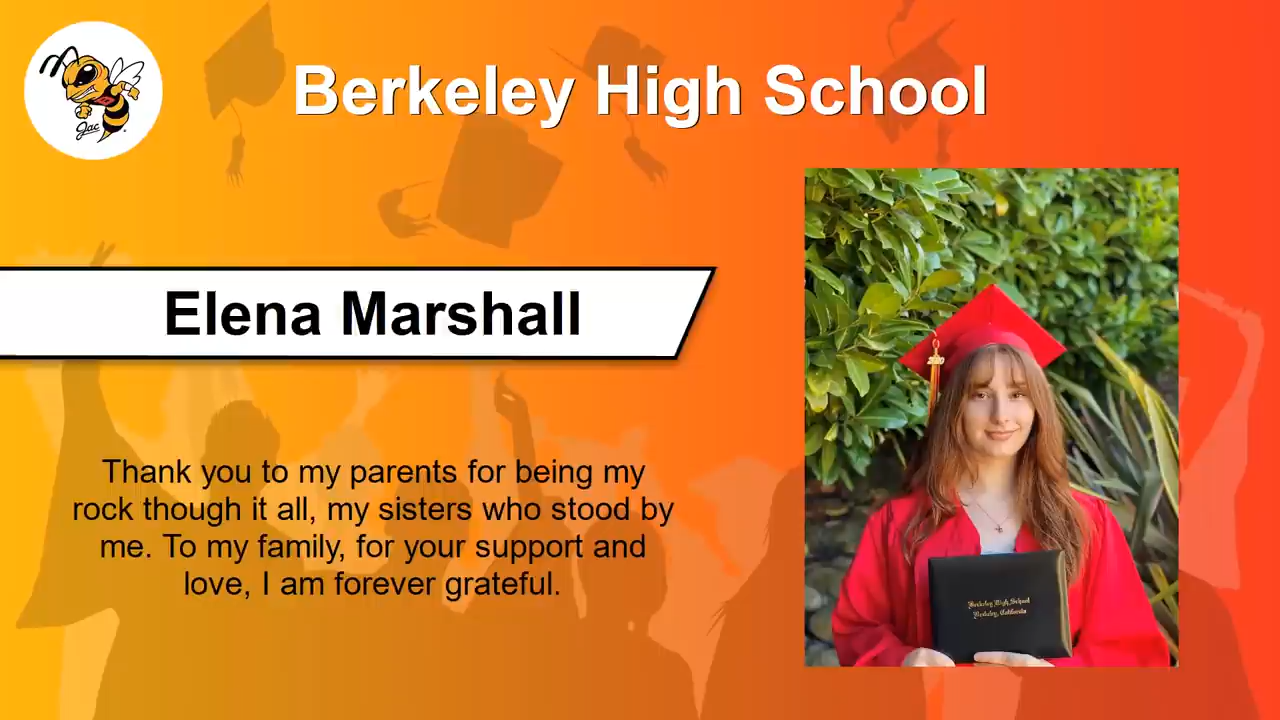 Jac
Berkeley High School
Elena Marshall
Thank you to my parents for being my
rock though it all, my sisters who stood by
me. To my family, for your support and
love, I am forever grateful.
Berkeley High School
Berkeley, California